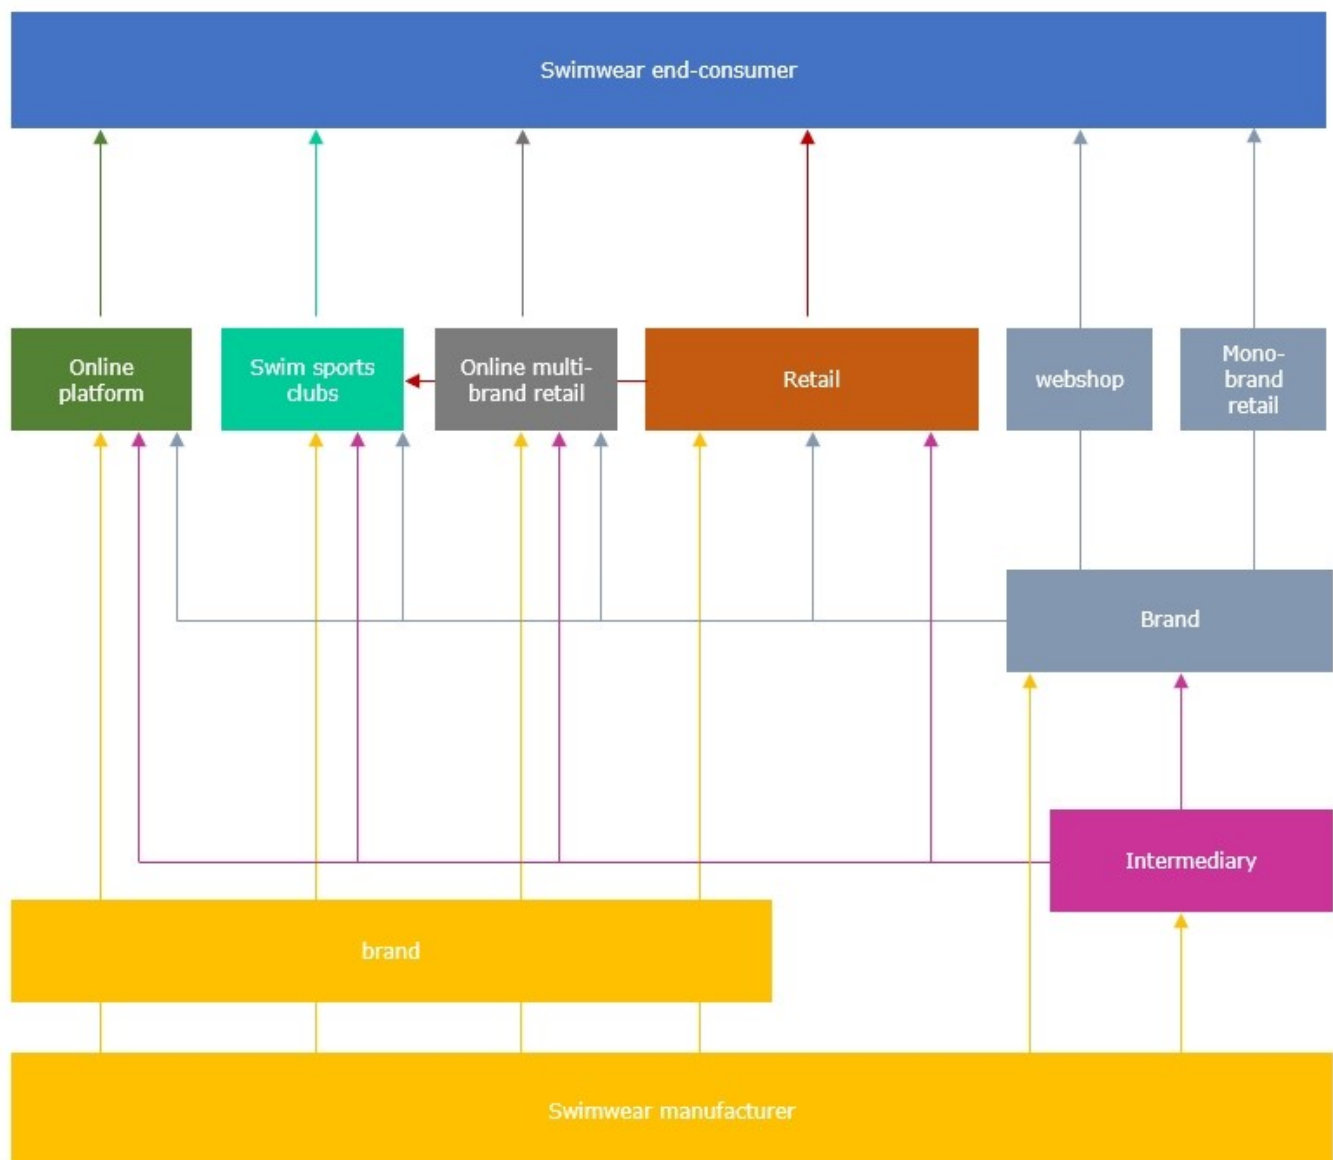 Swimwear end-consumer
Online
platform
Swim sports
clubs
Online multi-
brand retail
Retail
webshop
Mono-
brand
retail
Brand
Intermediary
brand
Swimwear manufacturer